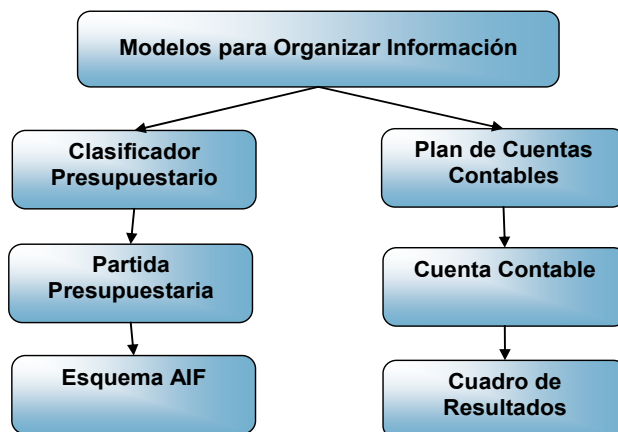 Modelos para Organizar Información
Clasificador
Presupuestario
Plan de Cuentas
Contables
Partida
Presupuestaria
Cuenta Contable
Esquema AIF
Cuadro de
Resultados